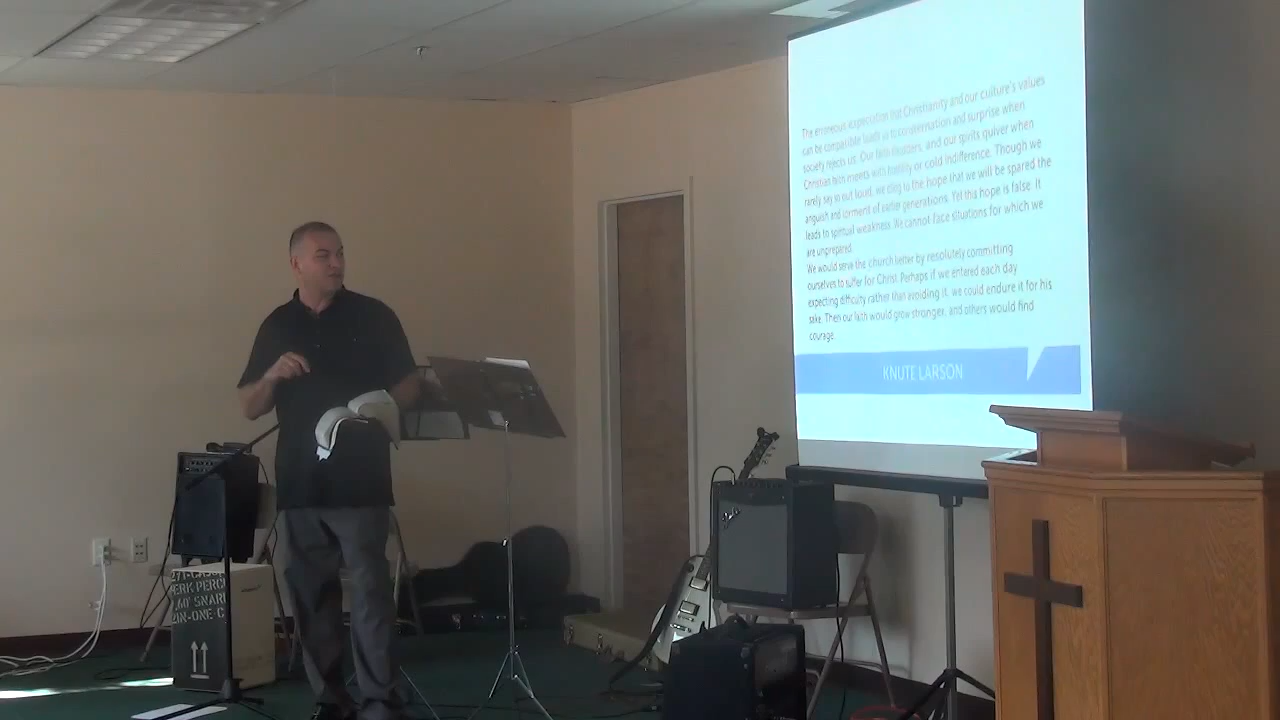 The erroneous expectation that Christianity and our culture's values
can be compatible leads us to consternation and surprise when
society rejects us. Our faith shudders, and our spirits quiver when
Christian faith meets with hostility or cold indifference. Though we
rarely say so out loud, we cling to the hope that we will be spared the
anguish and torment of earlier generations. Yet this hope is false. It
leads to spiritual weakness. We cannot face situations for which we
are unprepared.
We would serve the church better by resolutely committing
ourselves to suffer for Christ. Perhaps if we entered each day
expecting difficulty rather than avoiding it, we could endure it for his
sake. Then our faith would grow stronger, and others would find
courage.
KNUTE LARSON
Fender